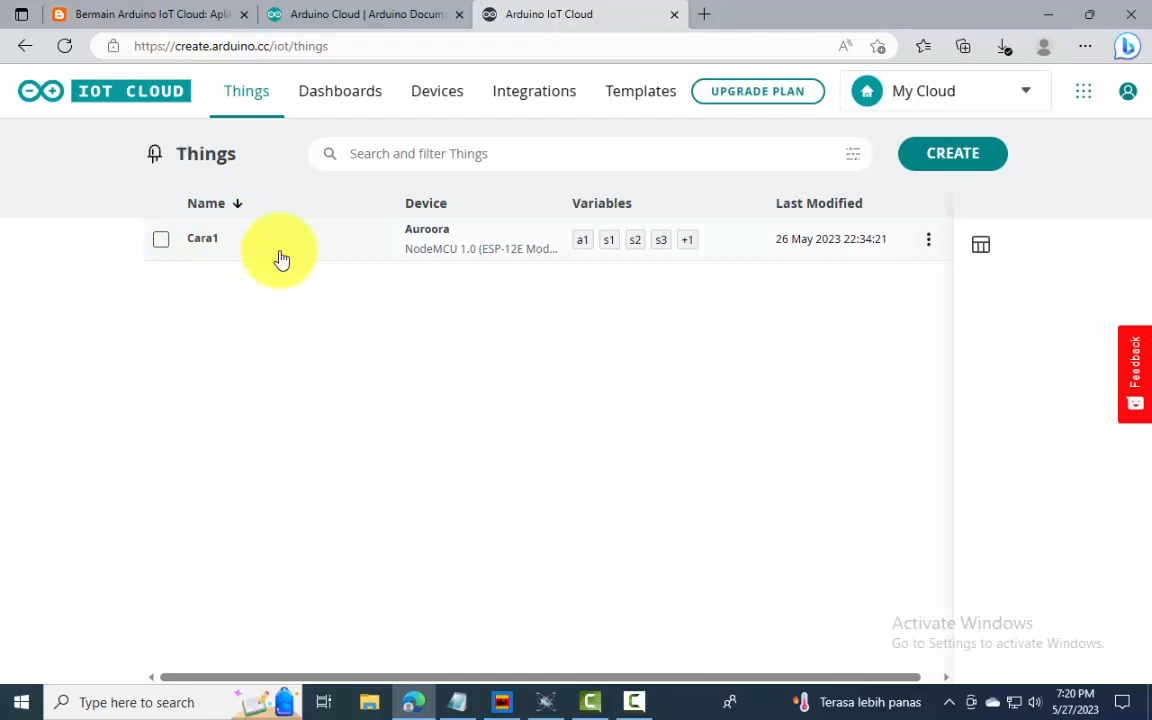 Bermain Arduino IoT Cloud: Apli
Arduino Cloud | Arduino Docum
Arduino IoT Cloud
https://create.arduino.cc/iot/things
IOT CLOUD
Things
Dashboards
Devices
Integrations
Templates
UPGRADE PLAN
My Cloud
Things
Search and filter Things
CREATE
Name
Device
Variables
Last Modified
Cara1
Auroora
NodeMCU 1.0 (ESP-12E Mod...
a1
s1
s2
s3
+1
26 May 2023 22:34:21
Feedback
Activate Windows
Go to Settings to activate Windows.
Type here to search
Terasa lebih panas
7:20 PM
5/27/2023